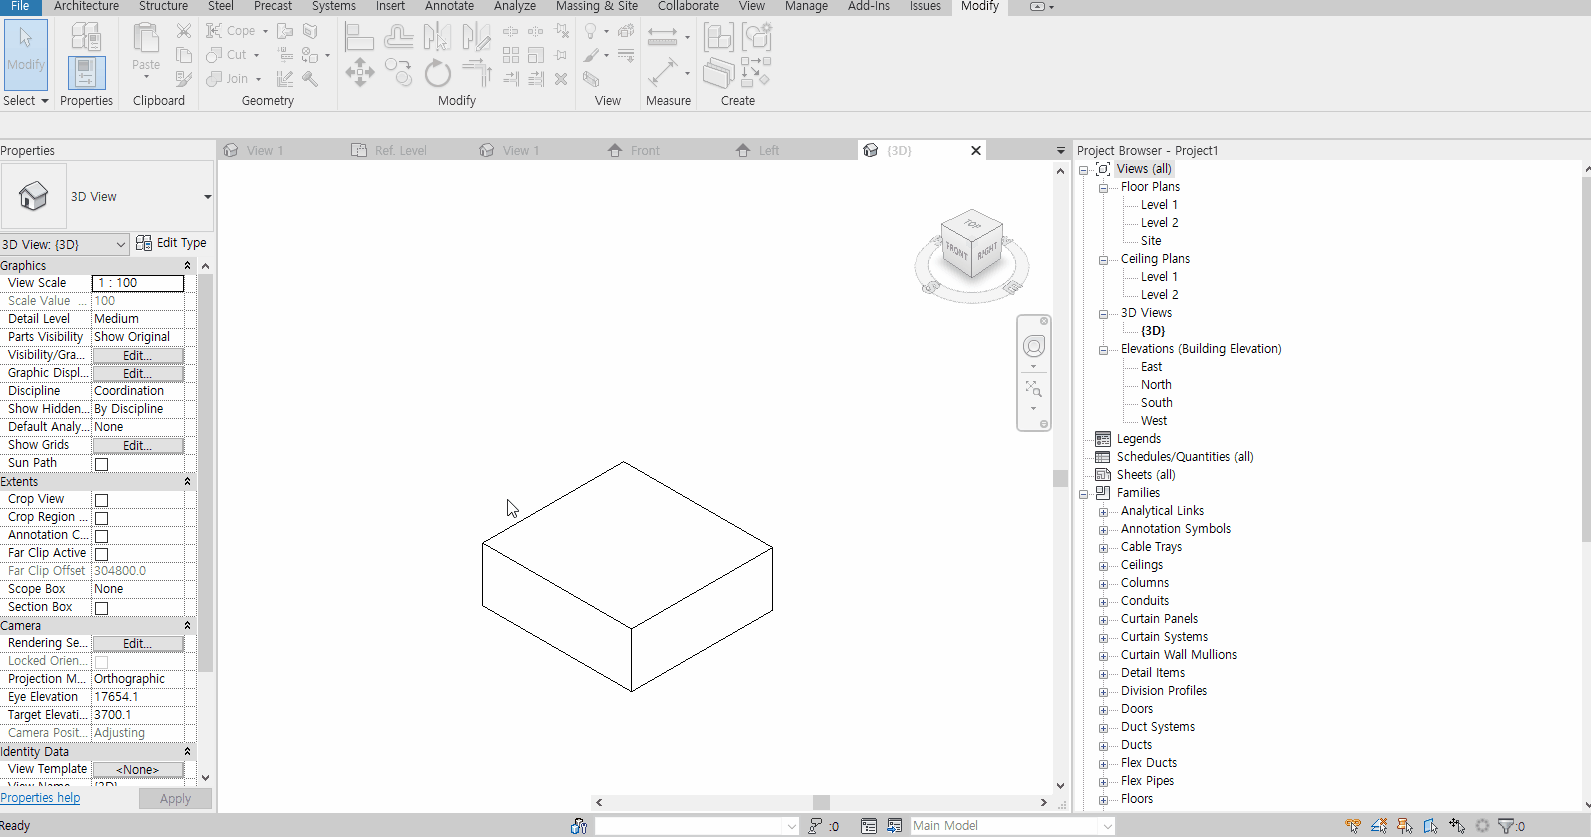 File Architecture Structure Steel Precast Systems Insert Annotate Analyze Massing & Site Collaborate View Manage Add-Ins Issues Modify
Modify
Paste
Cope
Cut
Join
Select Properties Clipboard Geometry Modify View Measure Create
Properties
View 1 Ref. Level View 1 Front Left {3D}
Project Browser - Project1
3D View
3D View: {3D} Edit Type
Graphics
View Scale 1 : 100
Scale Value ... 100
Detail Level Medium
Parts Visibility Show Original
Visibility/Gra... Edit...
Graphic Displ... Edit...
Discipline Coordination
Show Hidden... By Discipline
Default Analy... None
Show Grids Edit...
Sun Path
Extents
Crop View
Crop Region ...
Annotation C...
Far Clip Active
Far Clip Offset 304800.0
Scope Box None
Section Box
Camera
Rendering Se... Edit...
Locked Orien...
Projection M... Orthographic
Eye Elevation 17654.1
Target Elevati... 3700.1
Camera Posit... Adjusting
Identity Data
View Template <None>
View Name {3D}
Properties help Apply
TOP
FRONT RIGHT
Views (all)
Floor Plans
Level 1
Level 2
Site
Ceiling Plans
Level 1
Level 2
3D Views
{3D}
Elevations (Building Elevation)
East
North
South
West
Legends
Schedules/Quantities (all)
Sheets (all)
Families
Analytical Links
Annotation Symbols
Cable Trays
Ceilings
Columns
Conduits
Curtain Panels
Curtain Systems
Curtain Wall Mullions
Detail Items
Division Profiles
Doors
Duct Systems
Ducts
Flex Ducts
Flex Pipes
Floors
Ready :0 Main Model :0